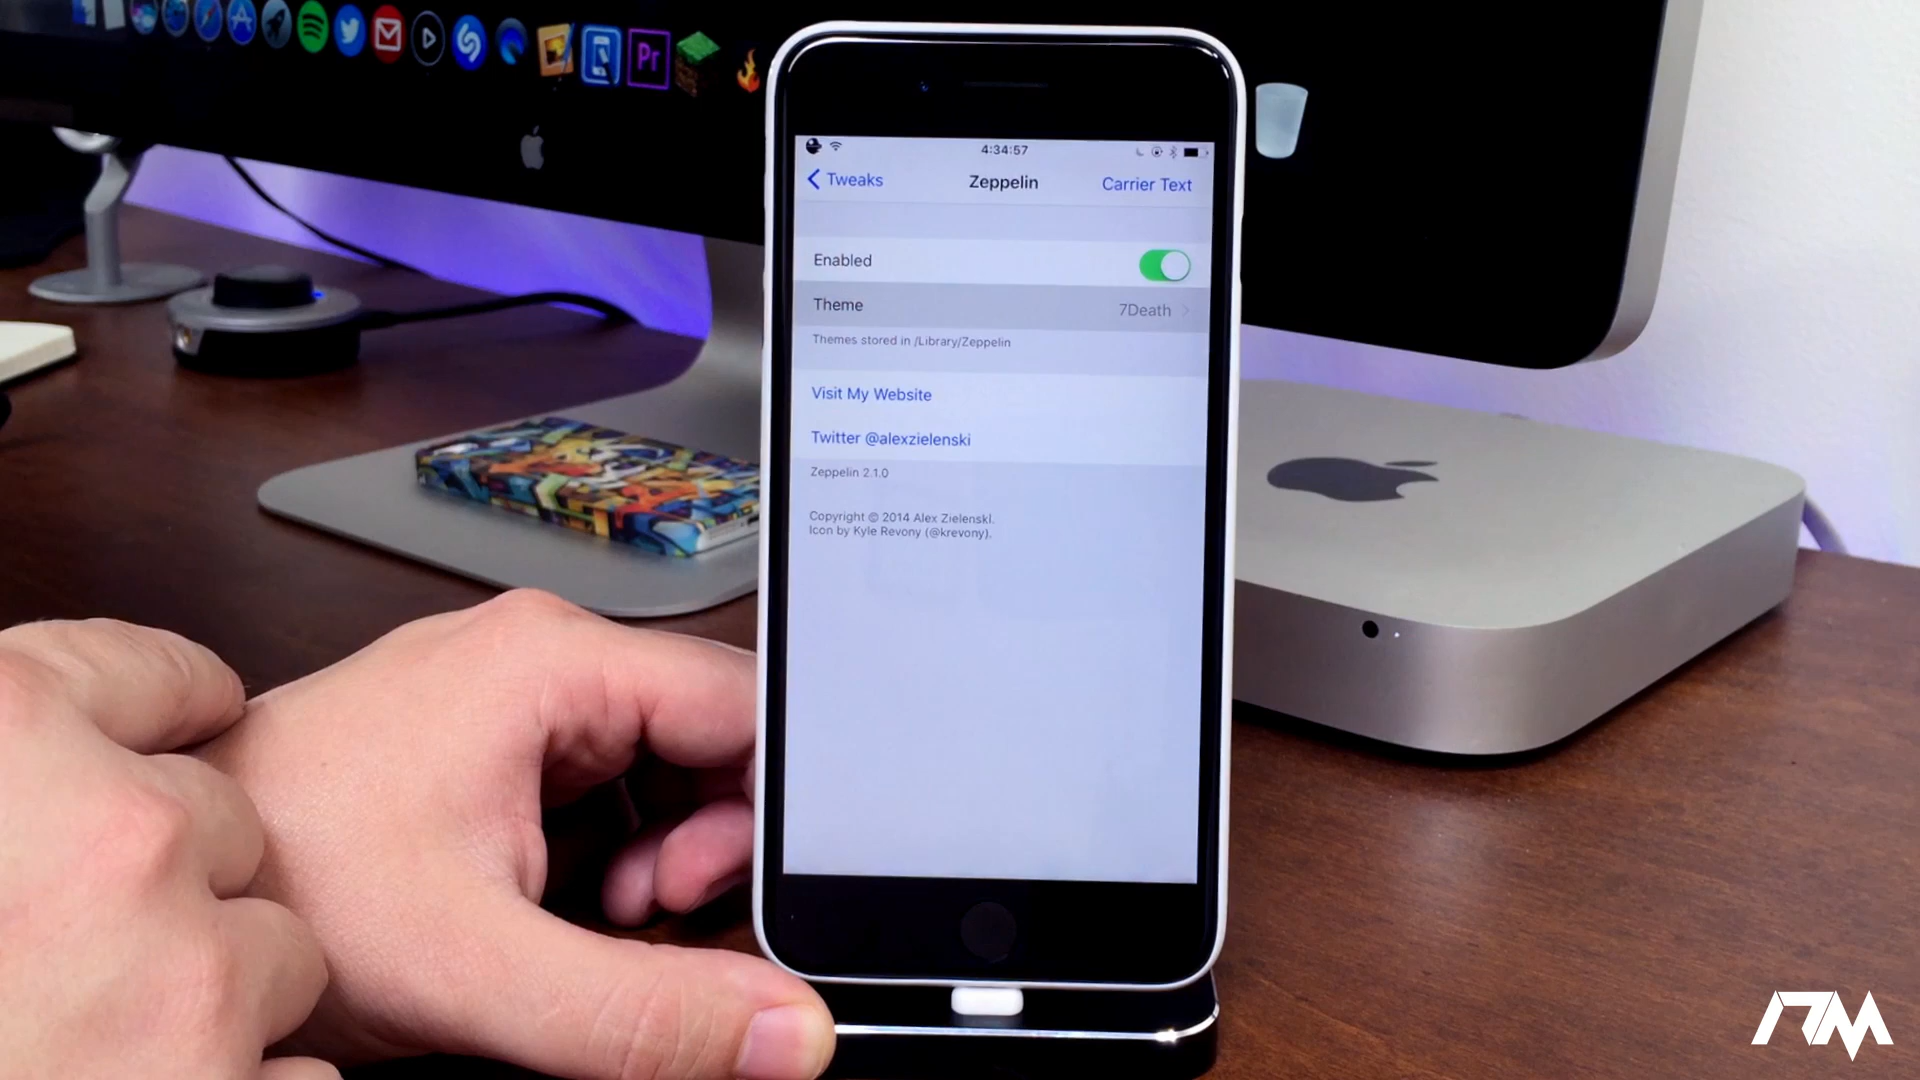 Pr
4:34:57
Tweaks
Zeppelin
Carrier Text
Enabled
Theme
7Death
Themes stored in /Library/Zeppelin
Visit My Website
Twitter @alexzielenski
Zeppelin 2.1.0
Copyright © 2014 Alex Zielenski.
Icon by Kyle Revony (@krevony).